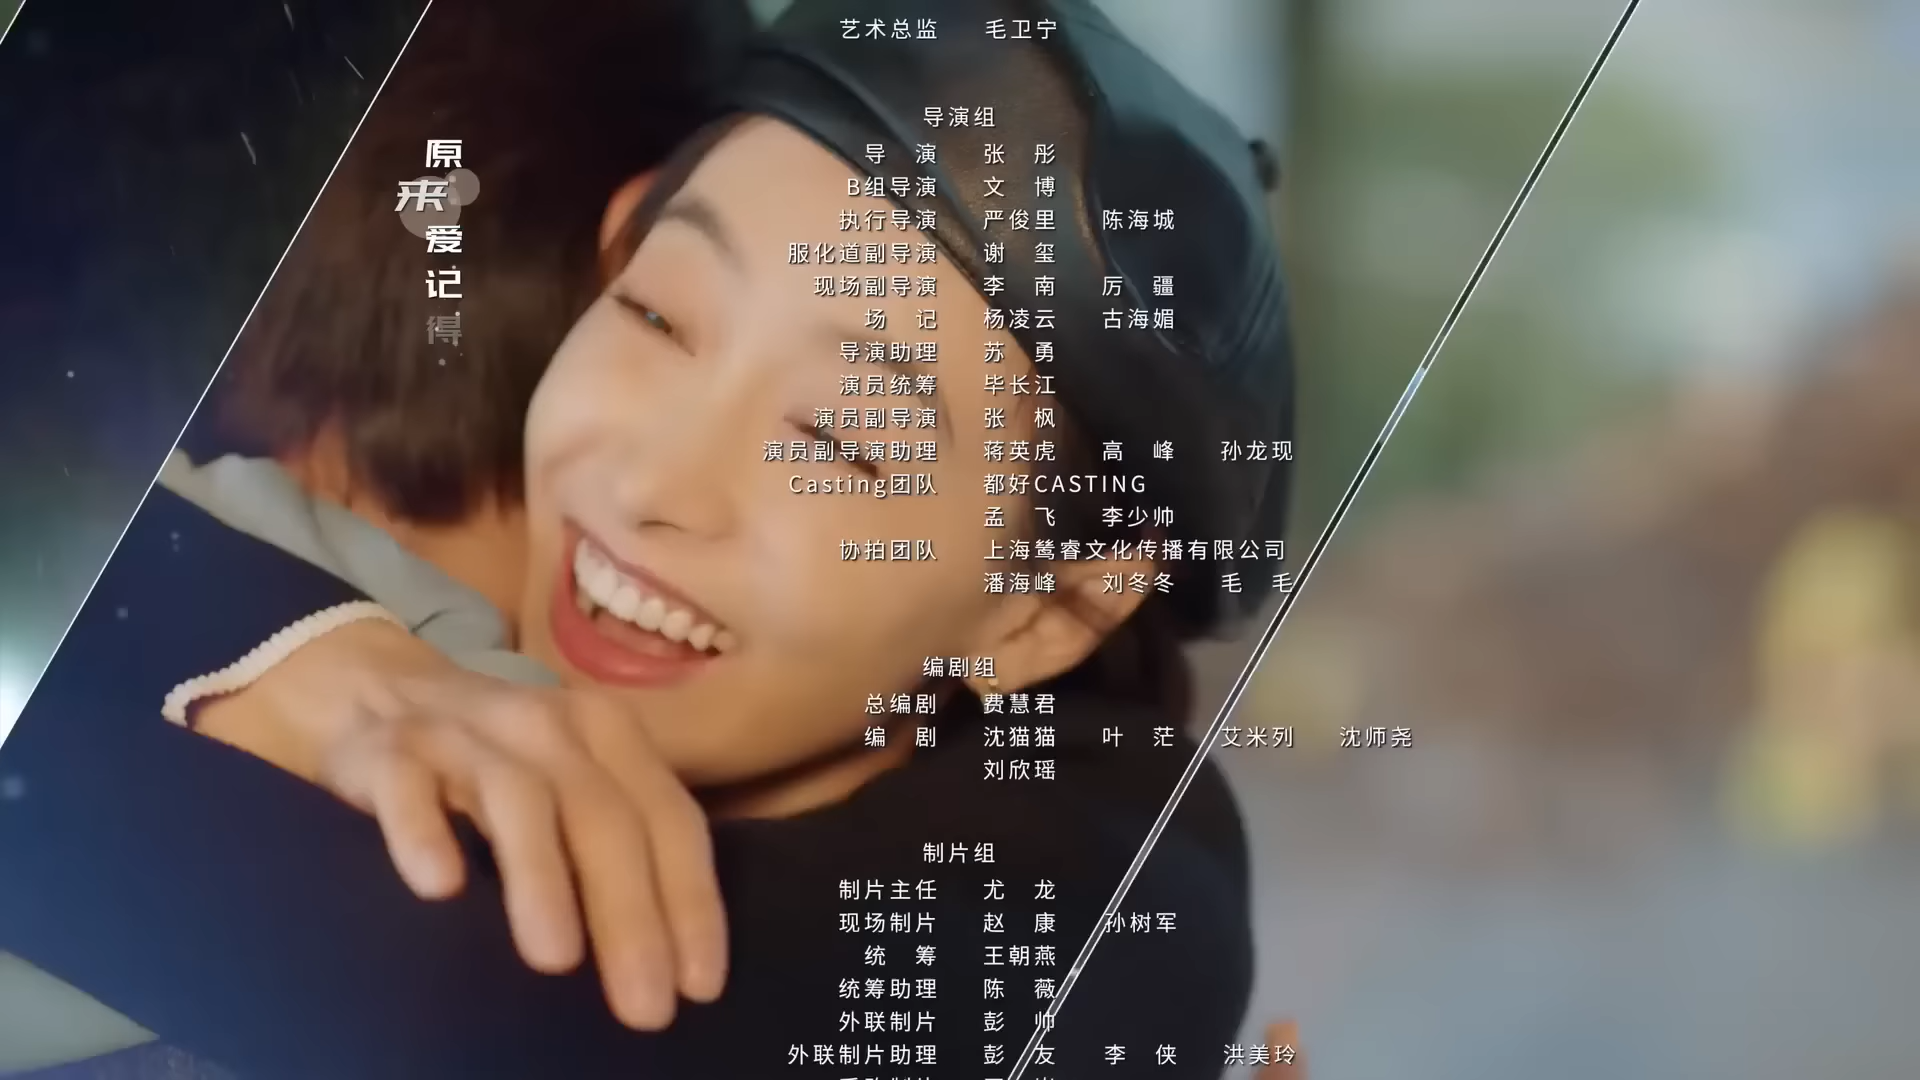 艺术总监 毛卫宁
原来爱记得
导演组
导 演 张 彤
B组导演 文 博
执行导演 严俊里 陈海城
服化道副导演 谢 玺
现场副导演 李 南 厉 疆
场 记 杨凌云 古海媚
导演助理 苏 勇
演员统筹 毕长江
演员副导演 张 枫
演员副导演助理 蒋英虎 高 峰 孙龙现
Casting团队 都好CASTING
孟 飞 李少帅
协拍团队 上海鸶睿文化传播有限公司
潘海峰 刘冬冬 毛 毛
编剧组
总编剧 费慧君
编 剧 沈猫猫 叶 茫 艾米列 沈师尧
刘欣瑶
制片组
制片主任 尤 龙
现场制片 赵 康 孙树军
统 筹 王朝燕
统筹助理 陈 薇
外联制片 彭 帅
外联制片助理 彭 友 李 侠 洪美玲